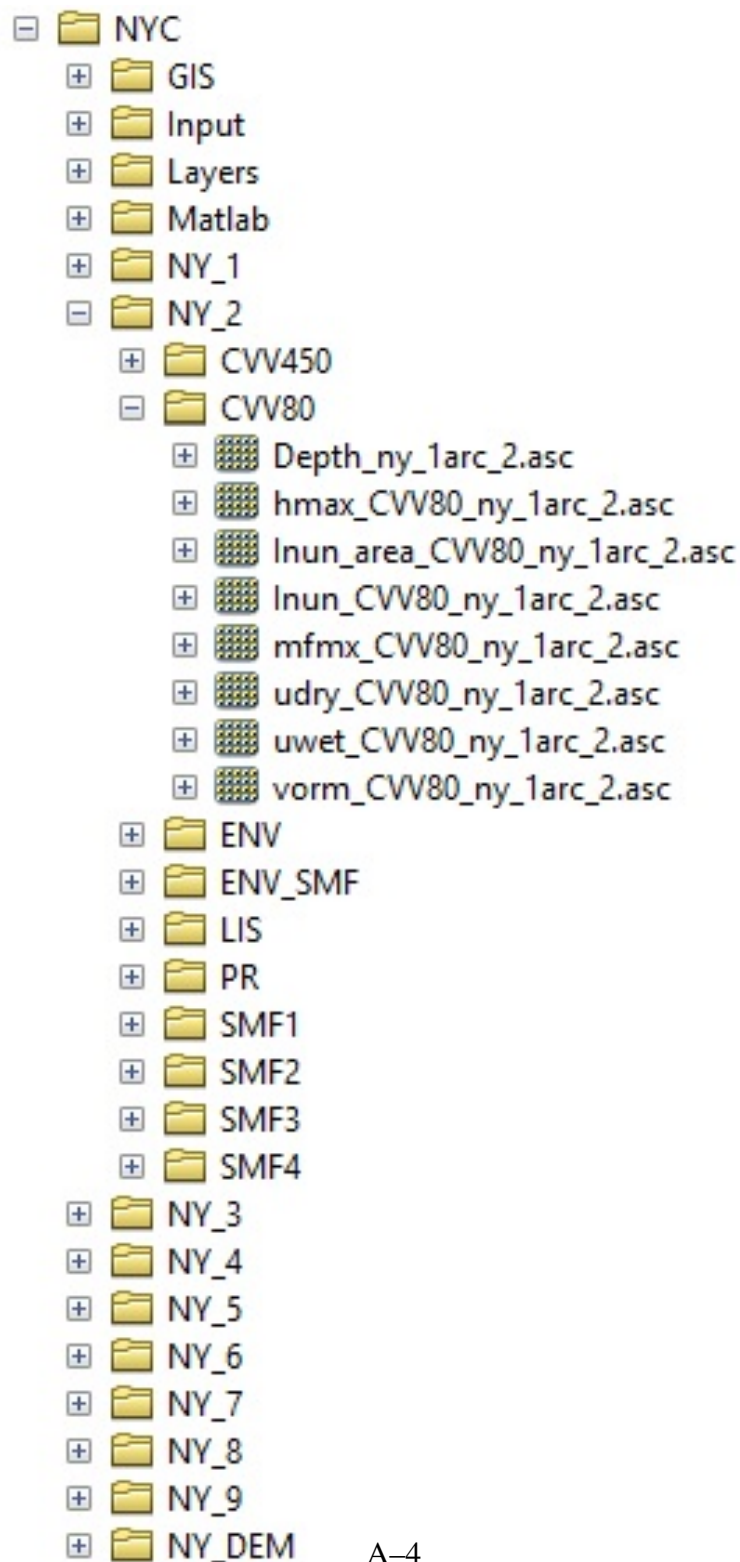 NYC
GIS
Input
Layers
Matlab
NY_1
NY_2
CVV450
CVV80
Depth_ny_1arc_2.asc
hmax_CVV80_ny_1arc_2.asc
Inun_area_CVV80_ny_1arc_2.asc
Inun_CVV80_ny_1arc_2.asc
mfmx_CVV80_ny_1arc_2.asc
udry_CVV80_ny_1arc_2.asc
uwet_CVV80_ny_1arc_2.asc
vorm_CVV80_ny_1arc_2.asc
ENV
ENV_SMF
LIS
PR
SMF1
SMF2
SMF3
SMF4
NY_3
NY_4
NY_5
NY_6
NY_7
NY_8
NY_9
NY_DEM
A–4